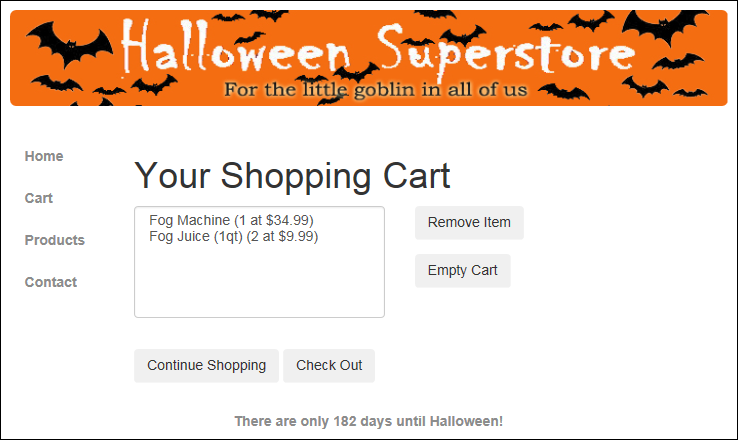 Halloween Superstore
For the little goblin in all of us
Home
Cart
Products
Contact
Your Shopping Cart
Fog Machine (1 at $34.99)
Fog Juice (1qt) (2 at $9.99)
Remove Item
Empty Cart
Continue Shopping
Check Out
There are only 182 days until Halloween!